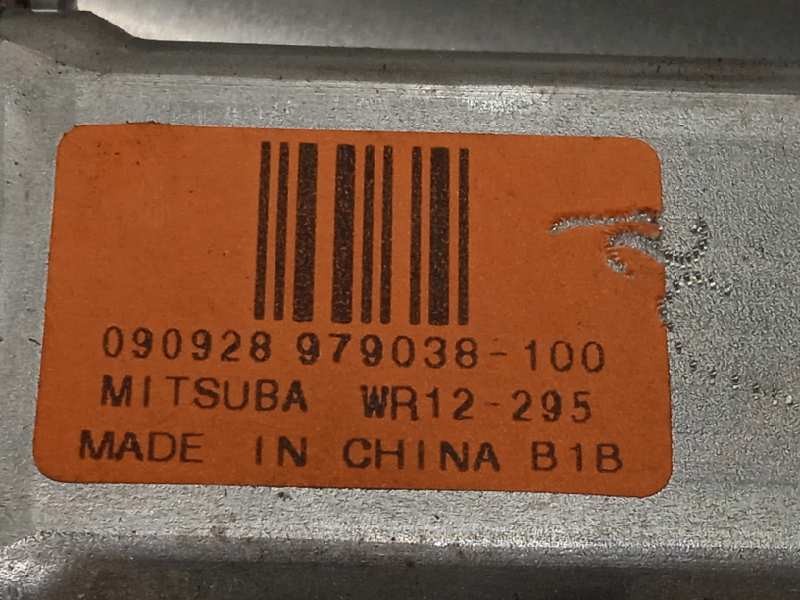 090928 979038-100
MITSUBA WR12-295
MADE IN CHINA B1B